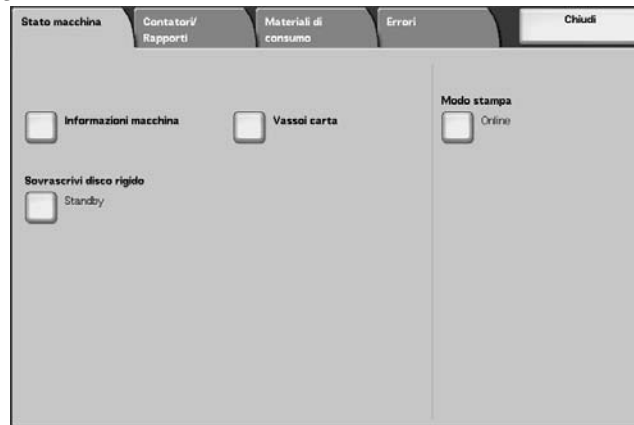 Stato macchina
Contatori/
Rapporti
Materiali di
consumo
Errori
Chiudi
Informazioni macchina
Vassoi carta
Modo stampa
Online
Sovrascrivi disco rigido
Standby